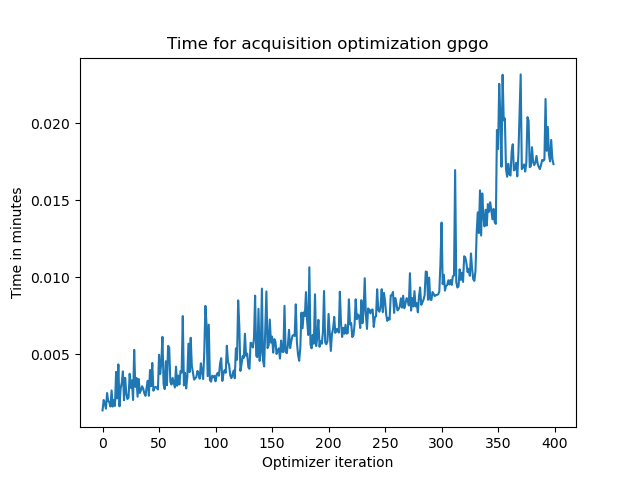 Time for acquisition optimization gpgo
0.020
0.015
0.010
0.005
Time in minutes
0 50 100 150 200 250 300 350 400
Optimizer iteration